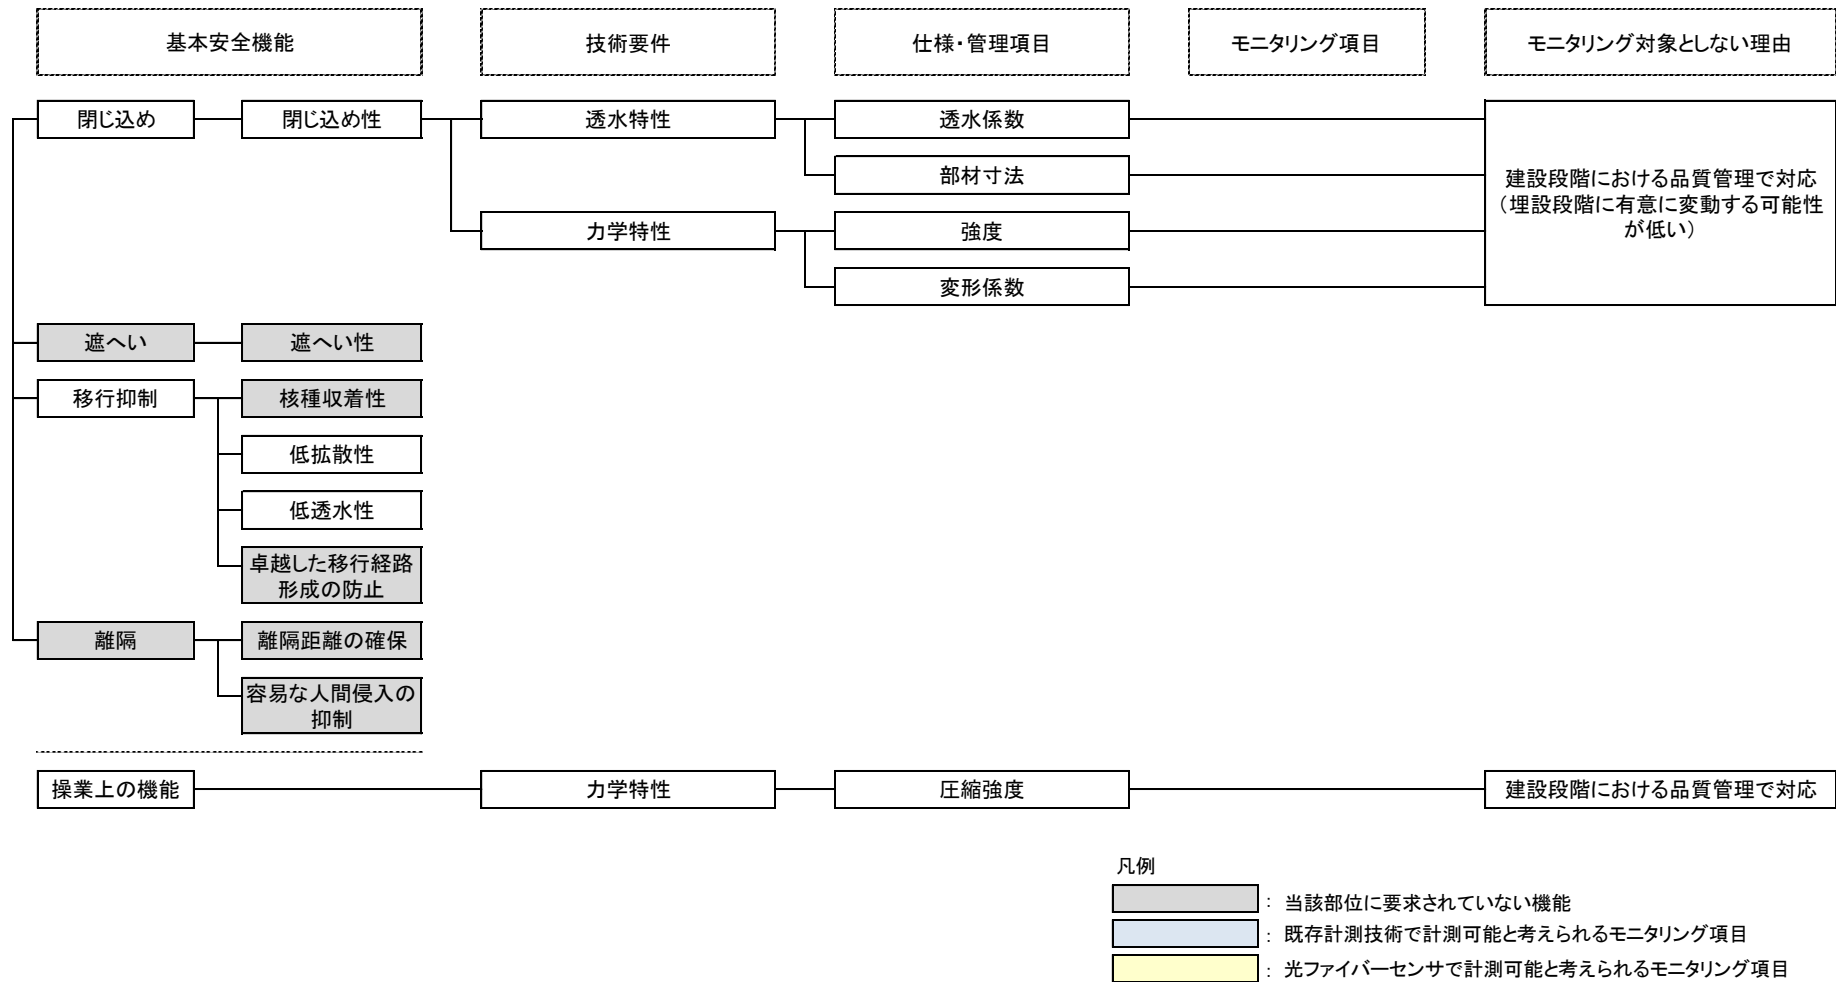 基本安全機能
技術要件
仕様・管理項目
モニタリング項目
モニタリング対象としない理由
閉じ込め
閉じ込め性
透水特性
透水係数
部材寸法
力学特性
強度
変形係数
建設段階における品質管理で対応
（埋設段階に有意に変動する可能性
が低い）
遮へい
遮へい性
移行抑制
核種収着性
低拡散性
低透水性
卓越した移行経路
形成の防止
離隔
離隔距離の確保
容易な人間侵入の
抑制
操業上の機能
力学特性
圧縮強度
建設段階における品質管理で対応
凡例
： 当該部位に要求されていない機能
： 既存計測技術で計測可能と考えられるモニタリング項目
： 光ファイバーセンサで計測可能と考えられるモニタリング項目